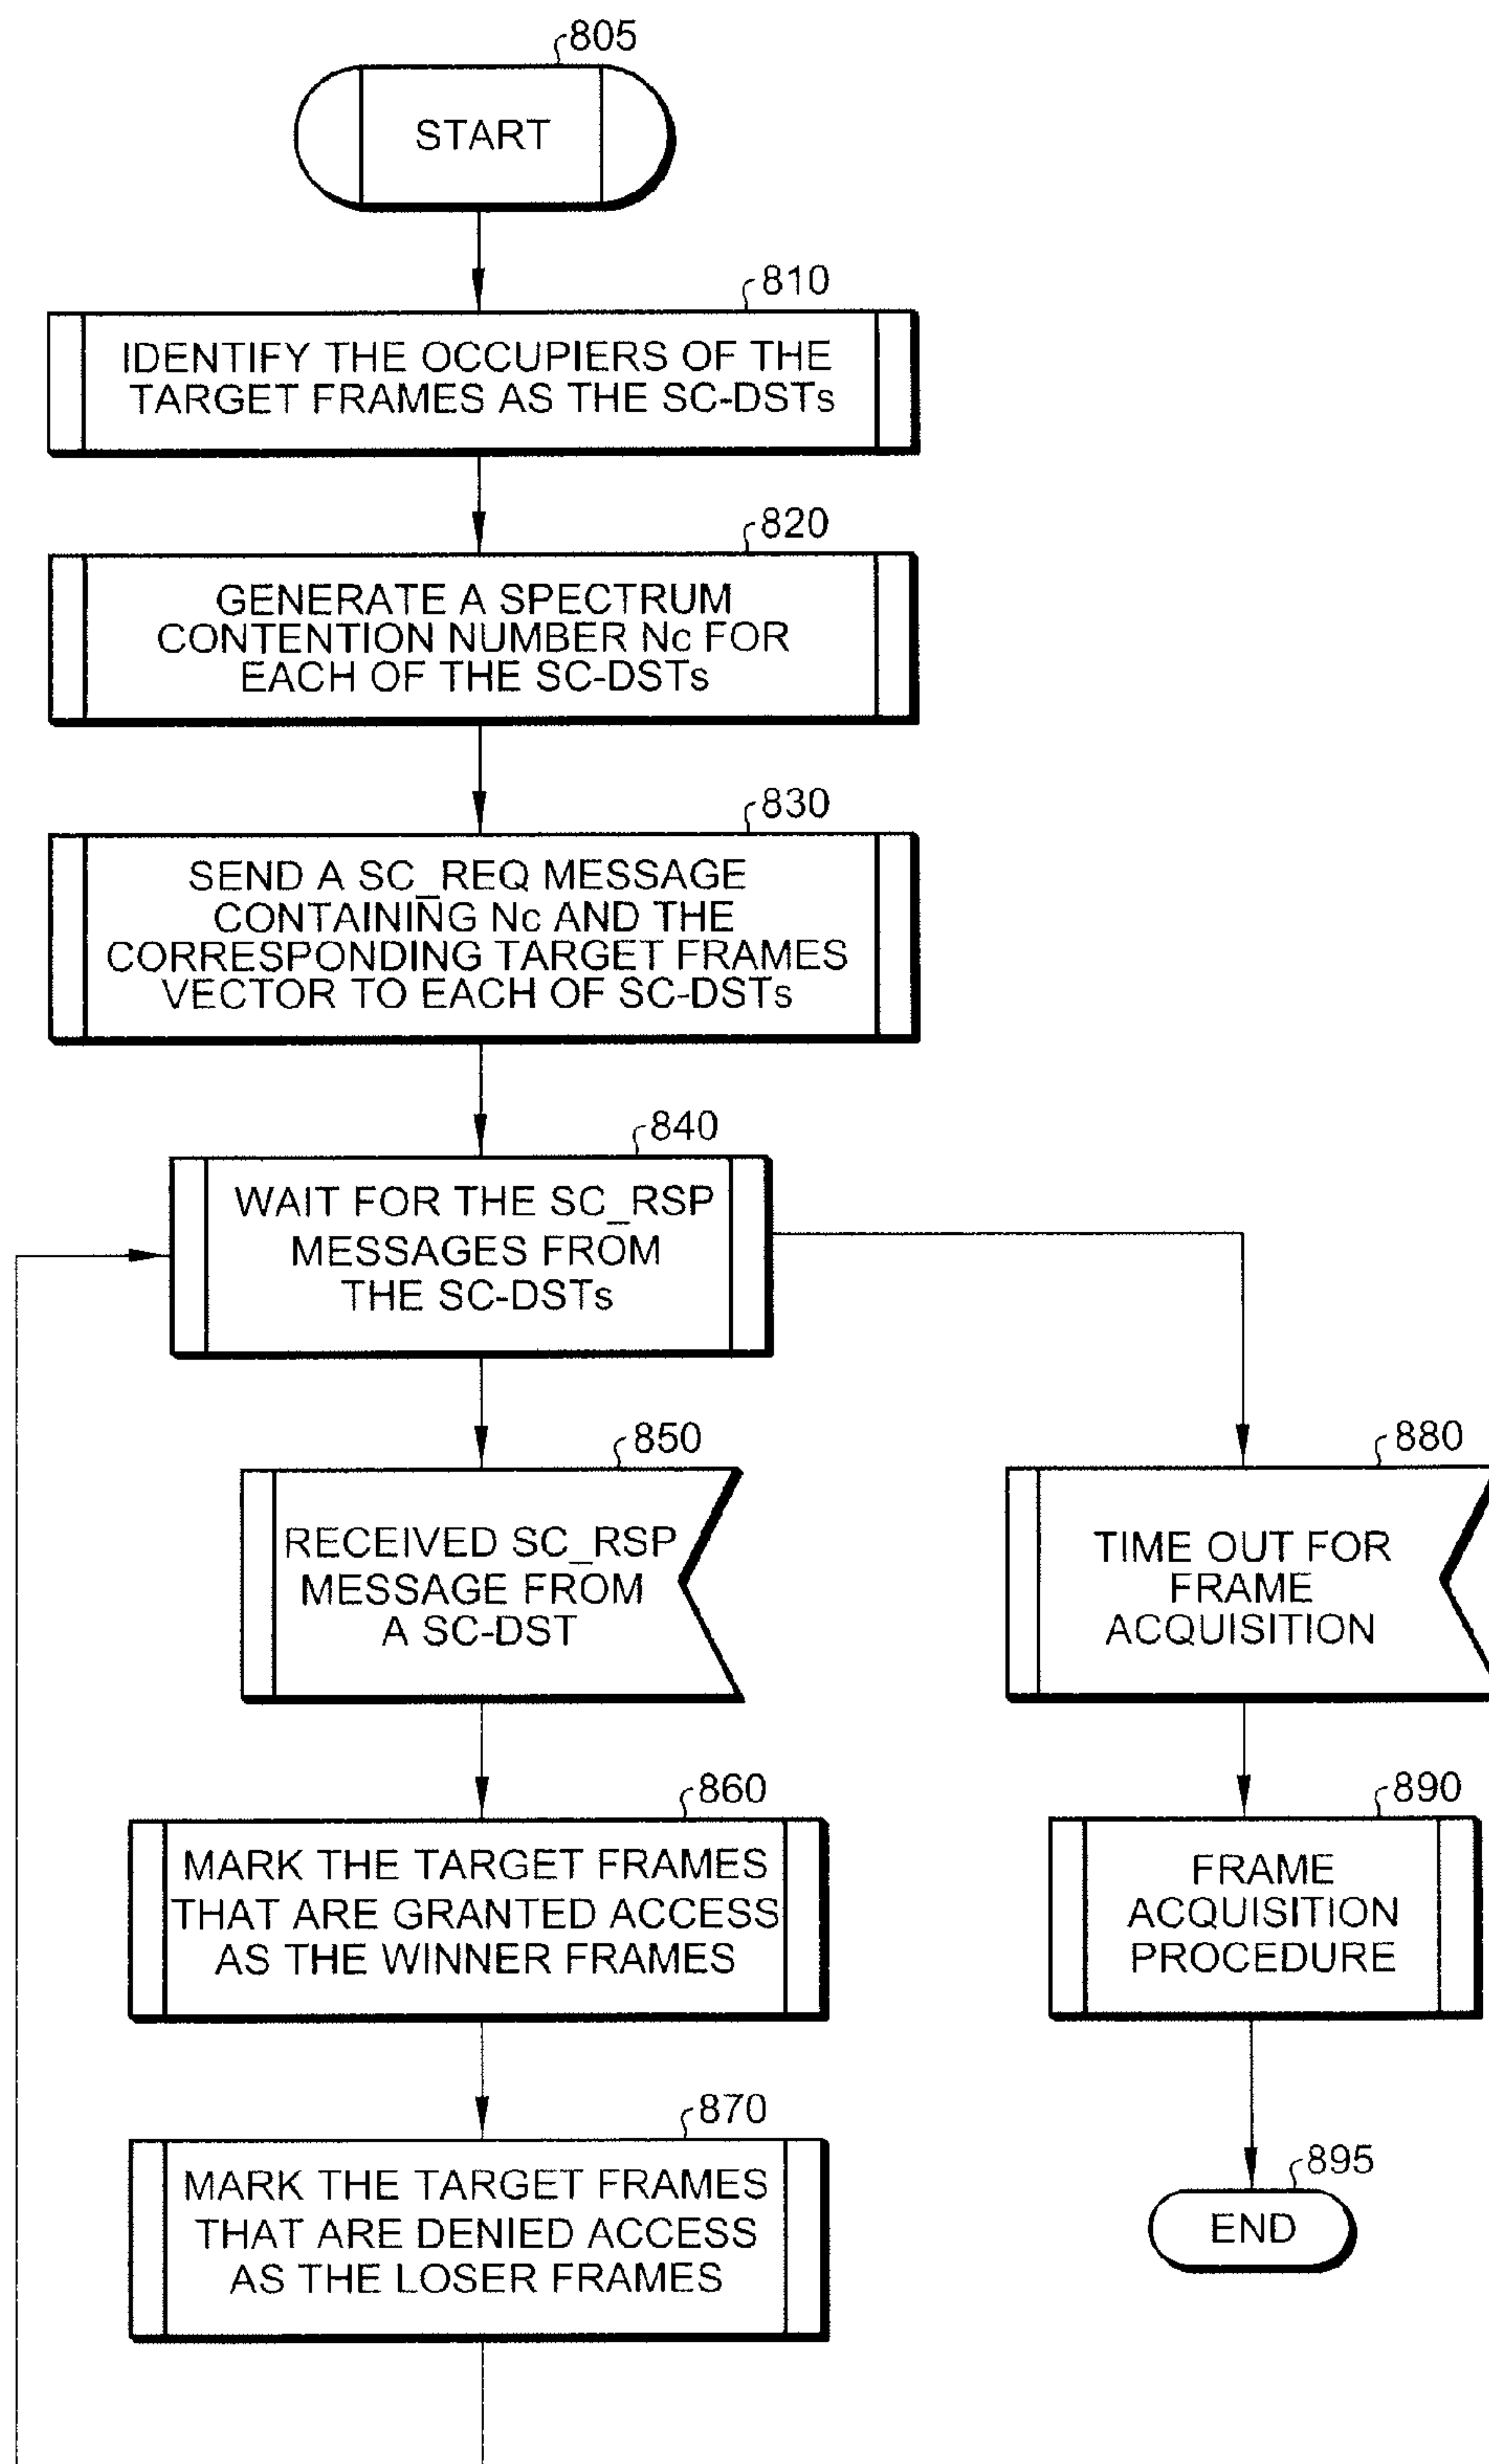 805
START
810
IDENTIFY THE OCCUPIERS OF THE
TARGET FRAMES AS THE SC-DSTs
820
GENERATE A SPECTRUM
CONTENTION NUMBER Nc FOR
EACH OF THE SC-DSTs
830
SEND A SC_REQ MESSAGE
CONTAINING Nc AND THE
CORRESPONDING TARGET FRAMES
VECTOR TO EACH OF SC-DSTs
840
WAIT FOR THE SC_RSP
MESSAGES FROM
THE SC-DSTs
850
RECEIVED SC_RSP
MESSAGE FROM
A SC-DST
880
TIME OUT FOR
FRAME
ACQUISITION
860
MARK THE TARGET FRAMES
THAT ARE GRANTED ACCESS
AS THE WINNER FRAMES
890
FRAME
ACQUISITION
PROCEDURE
870
MARK THE TARGET FRAMES
THAT ARE DENIED ACCESS
AS THE LOSER FRAMES
895
END